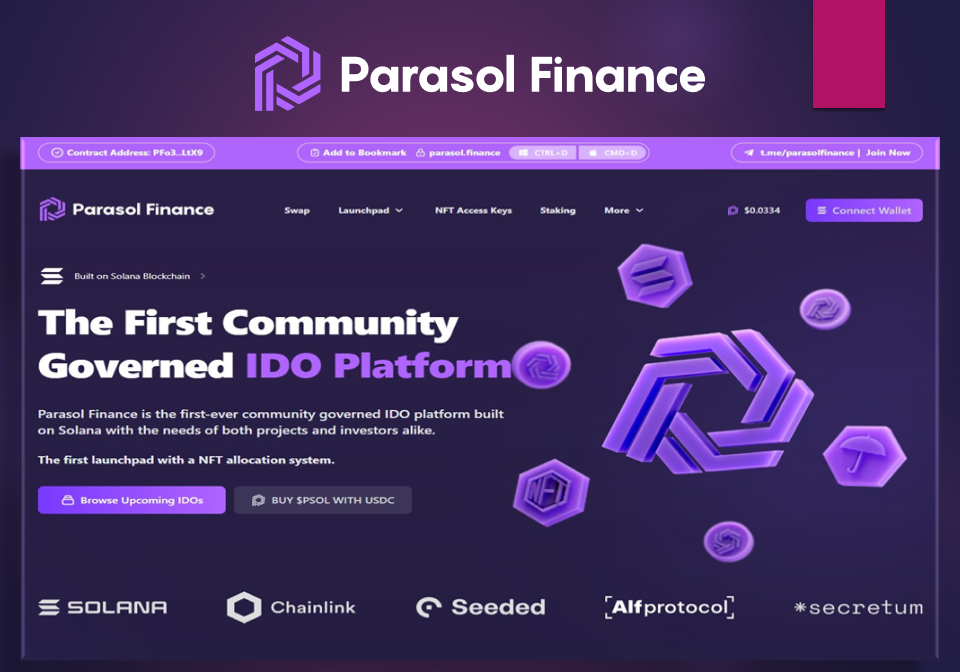 Parasol Finance
Contract Address: PFo3..LtX9
Add to Bookmark parasol.finance CTRL+D CMD+D
t.me/parasolfinance | Join Now
Parasol Finance
Swap Launchpad NFT Access Keys Staking More
$0.0334 Connect Wallet
Built on Solana Blockchain
The First Community
Governed IDO Platform
Parasol Finance is the first-ever community governed IDO platform built
on Solana with the needs of both projects and investors alike.
The first launchpad with a NFT allocation system.
Browse Upcoming IDOs BUY $PSOL WITH USDC
NFT
SOLANA Chainlink Seeded [Alfprotocol] *secretum